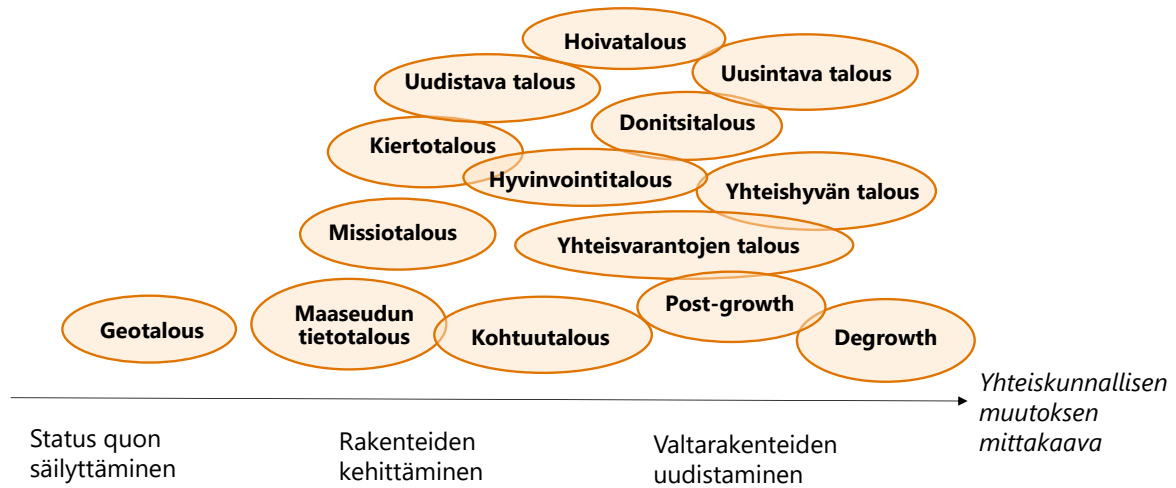 Hoivatalous
Uusintava talous
Uudistava talous
Donitsitalous
Kiertotalous
Hyvinvointitalous
Yhteishyvän talous
Missiotalous
Yhteisvarantojen talous
Post-growth
Maaseudun
tietotalous
Geotalous
Kohtuutalous
Degrowth
Yhteiskunnallisen
muutoksen
mittakaava
Status quon
säilyttäminen
Rakenteiden
kehittäminen
Valtarakenteiden
uudistaminen